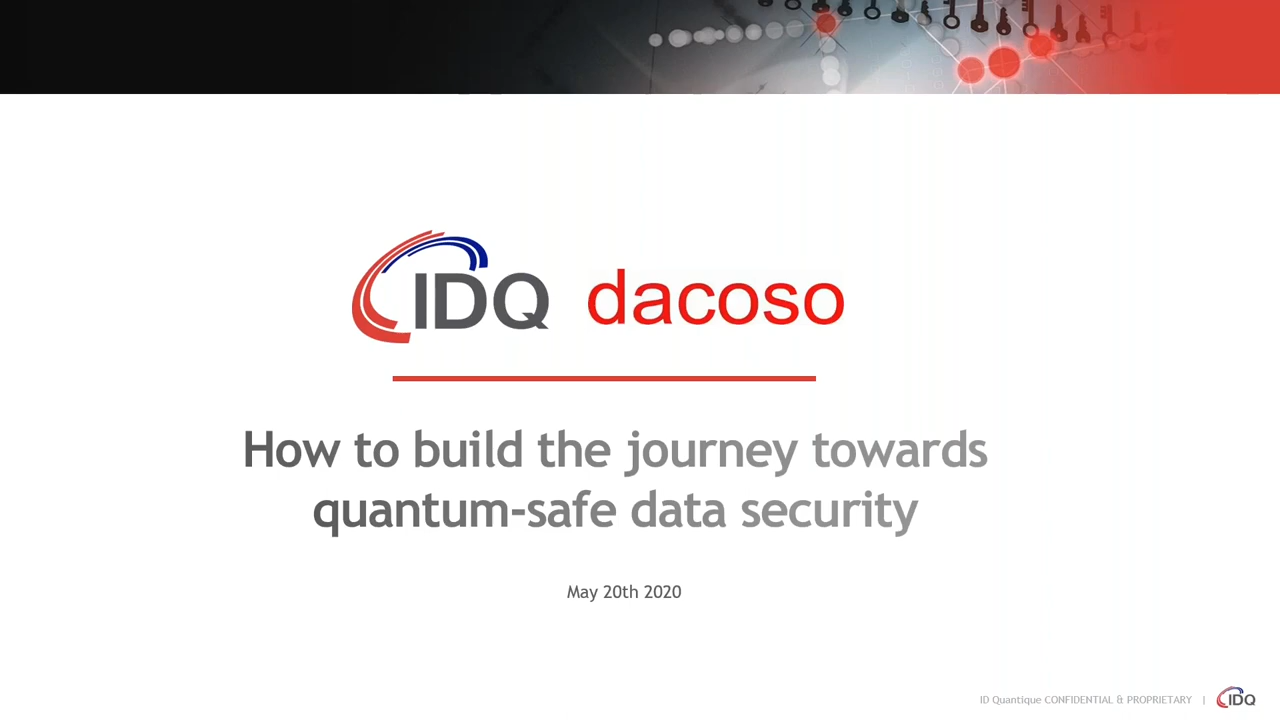 IDQ dacoso
How to build the journey towards
quantum-safe data security
May 20th 2020
ID Quantique CONFIDENTIAL & PROPRIETARY | IDQ